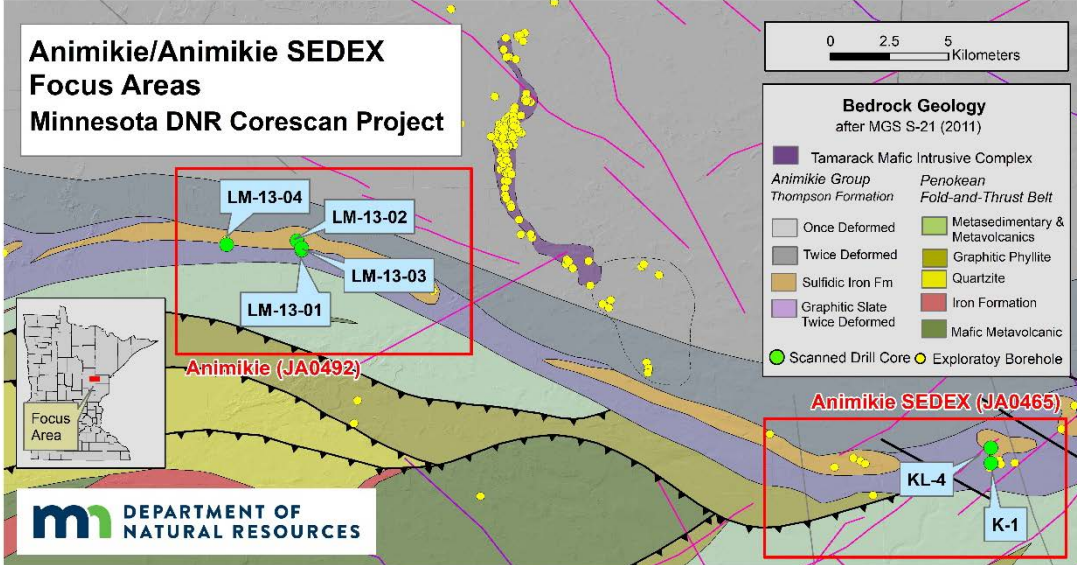 Animikie/Animikie SEDEX
Focus Areas
Minnesota DNR Corescan Project
0 2.5 5
Kilometers
Bedrock Geology
after MGS S-21 (2011)
Tamarack Mafic Intrusive Complex
Animikie Group
Thompson Formation
Once Deformed
Twice Deformed
Sulfidic Iron Fm
Graphitic Slate
Twice Deformed
Penokean
Fold-and-Thrust Belt
Metasedimentary &
Metavolcanics
Graphitic Phyllite
Quartzite
Iron Formation
Mafic Metavolcanic
Scanned Drill Core
Exploratoy Borehole
LM-13-04
LM-13-02
LM-13-03
LM-13-01
Animikie (JA0492)
Focus
Area
Animikie SEDEX (JA0465)
KL-4
K-1
mn DEPARTMENT OF
NATURAL RESOURCES